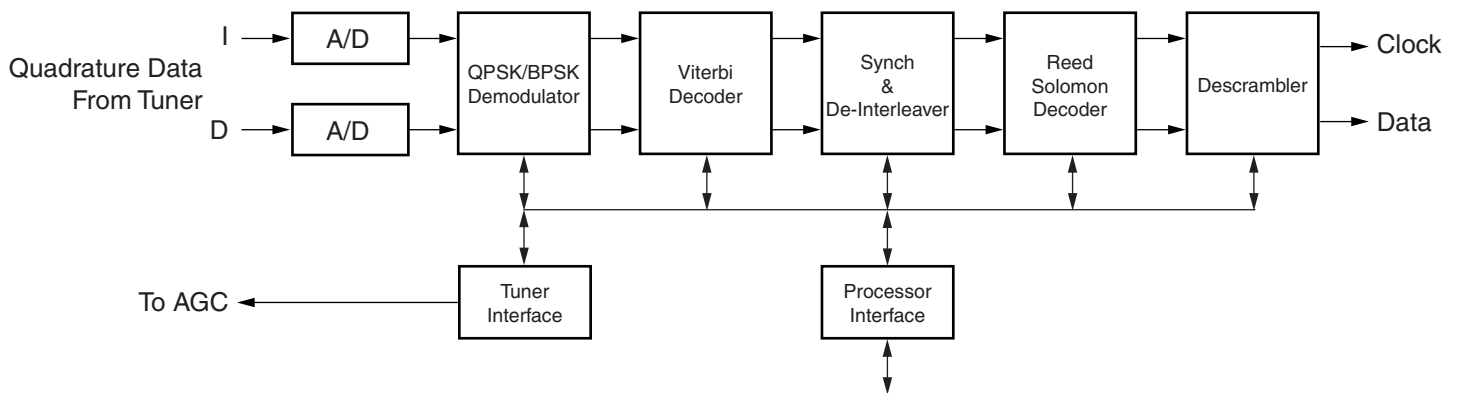 I
A/D
Quadrature Data
From Tuner
D
A/D
QPSK/BPSK
Demodulator
Viterbi
Decoder
Synch
&
De-Interleaver
Reed
Solomon
Decoder
Descrambler
Clock
Data
To AGC
Tuner
Interface
Processor
Interface